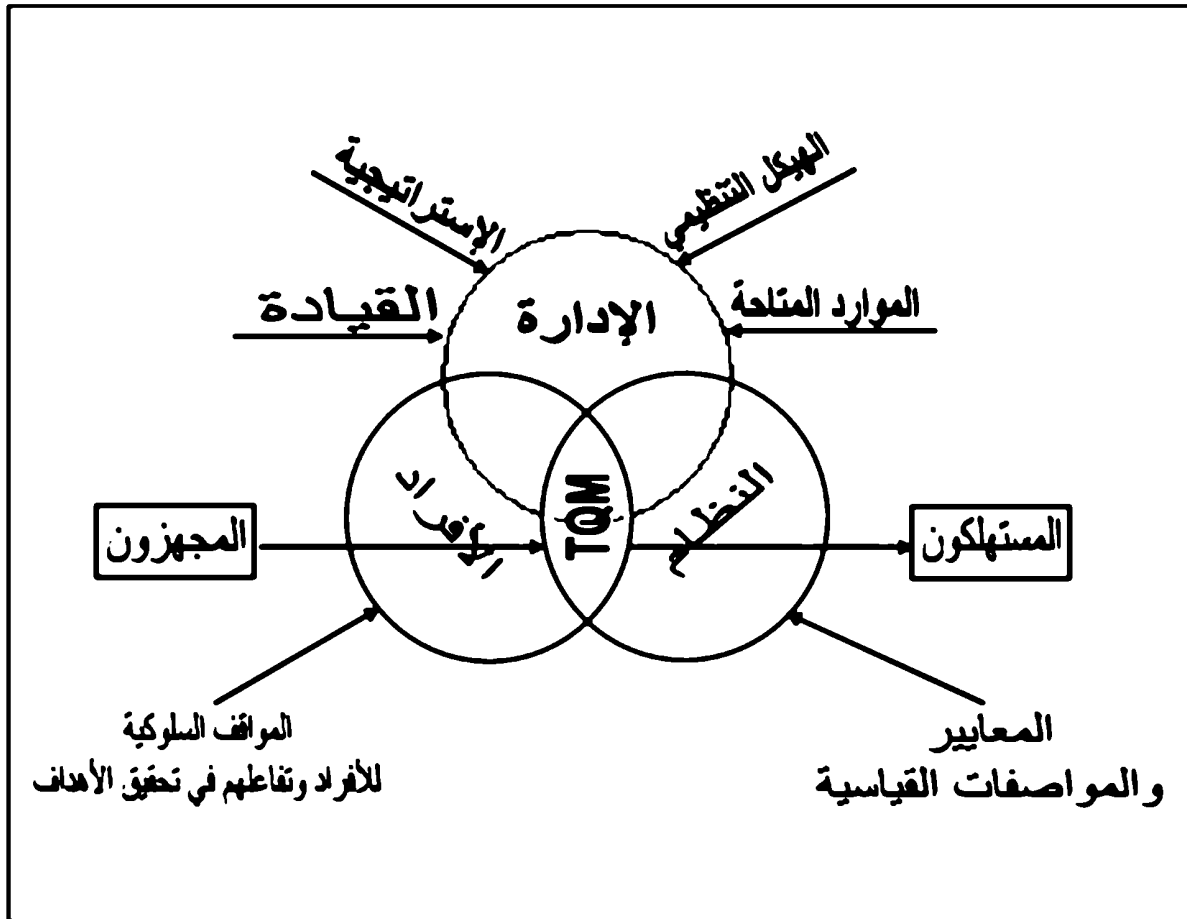 الهيكل التنظيمي
الإستراتيجية
الموارد المتاحة
القيادة
الإدارة
النظام
TQM
الأفراد
المستهلكون
المجهزون
المعايير
والمواصفات القياسية
المواقف السلوكية
للأفراد وتفاعلهم في تحقيق الأهداف